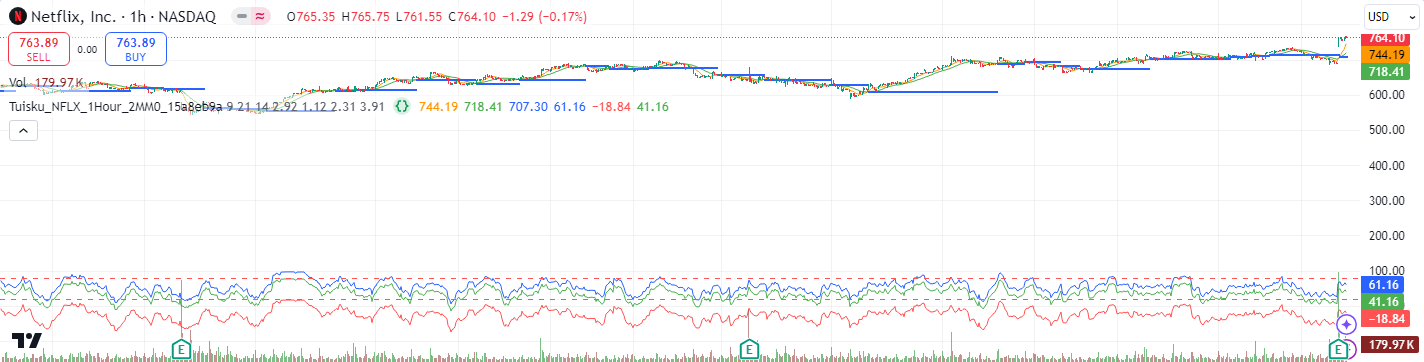 Netflix, Inc. · 1h · NASDAQ O765.35 H765.75 L761.55 C764.10 −1.29 (−0.17%)
USD
763.89 SELL
0.00
763.89 BUY
Vol 179.97 K
Tuisku_NFLX_1Hour_2MM0_15a8eb9a 9 21 14 2.92 1.12 2.31 3.91 {} 744.19 718.41 707.30 61.16 −18.84 41.16
764.10
744.19
718.41
600.00
500.00
400.00
300.00
200.00
100.00
61.16
41.16
−18.84
179.97 K
E E E